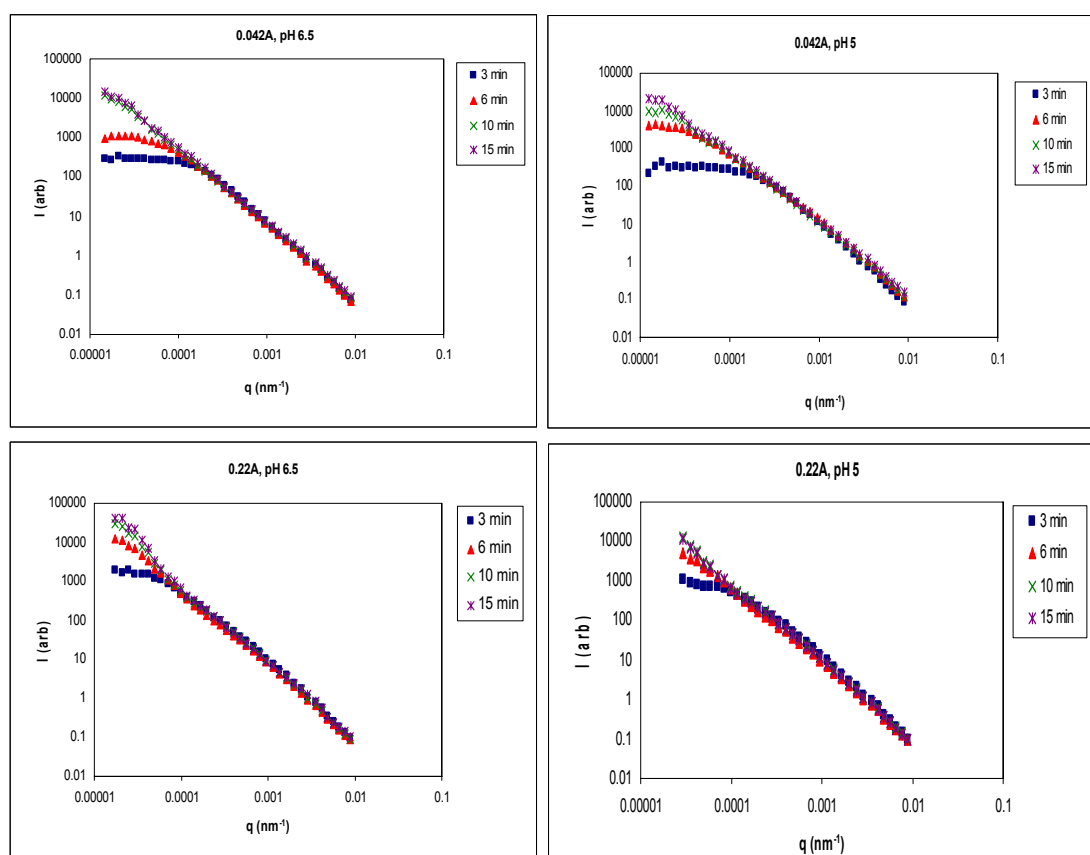 0.042A, pH 6.5
100000
10000
1000
100
10
1
0.1
0.01
I (arb)
0.00001 0.0001 0.001 0.01 0.1
q (nm-1)
3 min
6 min
10 min
15 min
0.042A, pH 5
100000
10000
1000
100
10
1
0.1
0.01
I (arb)
0.00001 0.0001 0.001 0.01 0.1
q (nm-1)
3 min
6 min
10 min
15 min
0.22A, pH 6.5
100000
10000
1000
100
10
1
0.1
0.01
I (arb)
0.00001 0.0001 0.001 0.01 0.1
q (nm-1)
3 min
6 min
10 min
15 min
0.22A, pH 5
100000
10000
1000
100
10
1
0.1
0.01
I (arb)
0.00001 0.0001 0.001 0.01 0.1
q (nm-1)
3 min
6 min
10 min
15 min